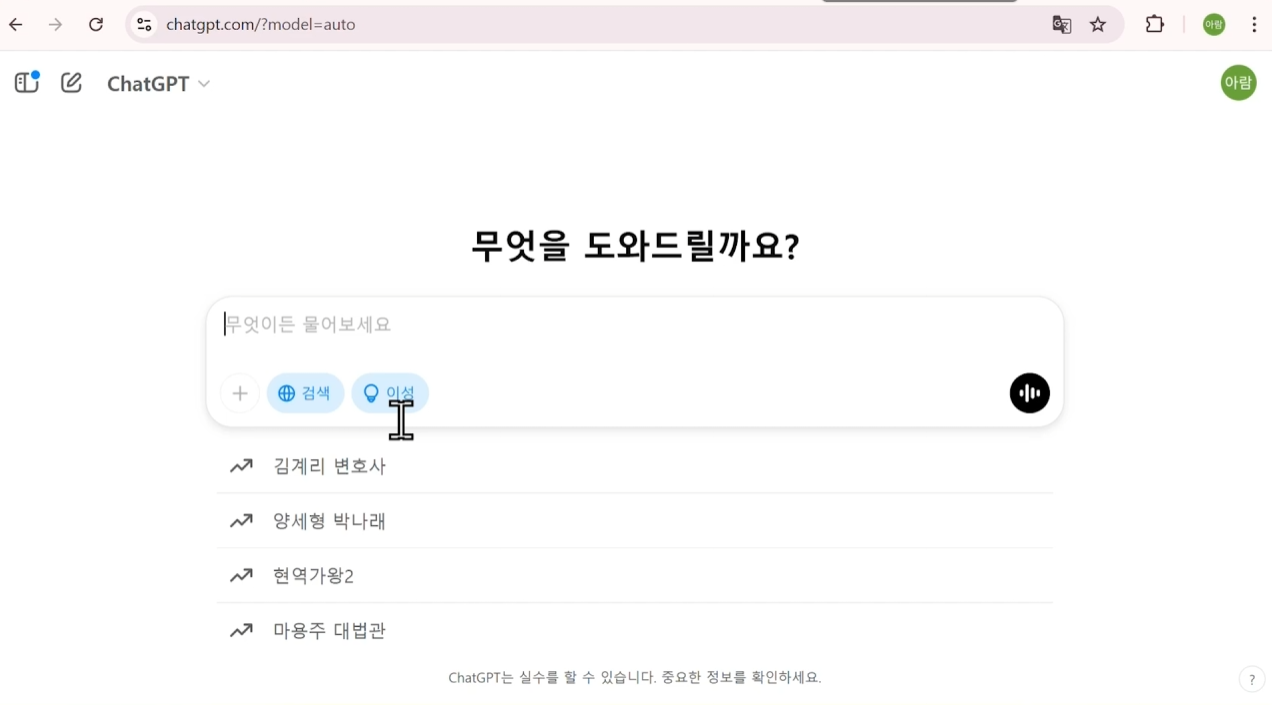 chatgpt.com/?model=auto
아람
ChatGPT
아람
무엇을 도와드릴까요?
무엇이든 물어보세요
검색
이성
김계리 변호사
양세형 박나래
현역가왕2
마용주 대법관
ChatGPT는 실수를 할 수 있습니다. 중요한 정보를 확인하세요.
?